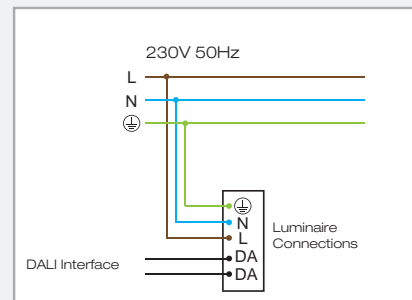 230V 50Hz
L
N
N
L
DA
DA
Luminaire
Connections
DALI Interface